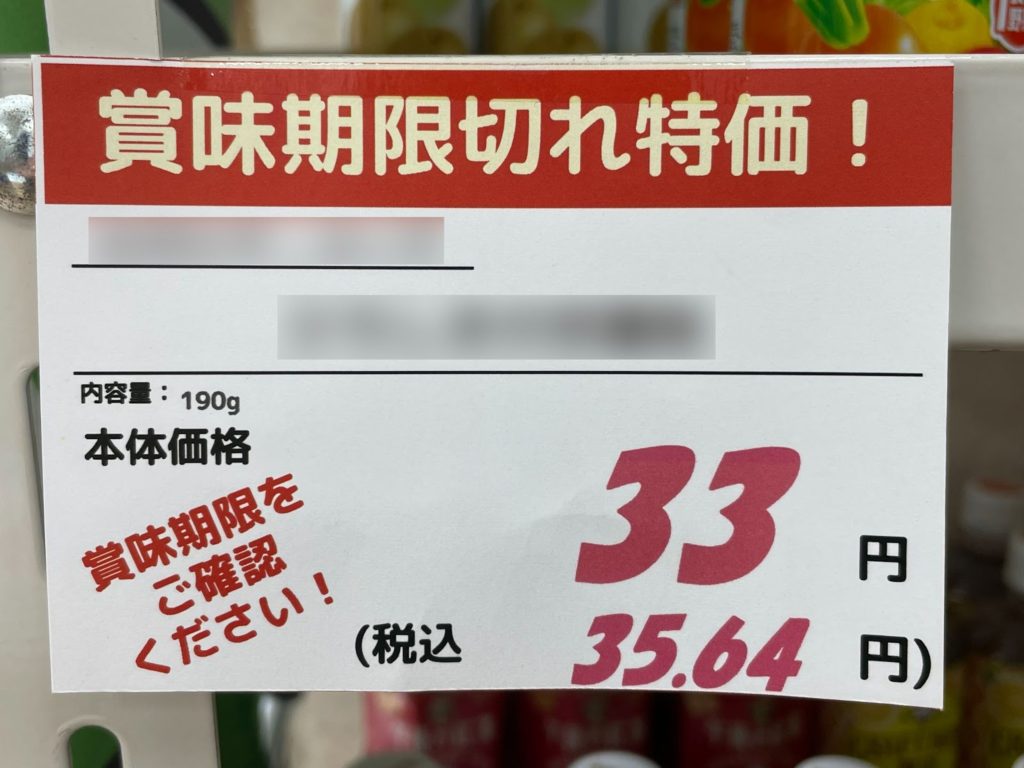 賞味期限切れ特価！
内容量： 190g
本体価格
33 円
賞味期限を
ご確認
ください！
(税込 35.64 円)